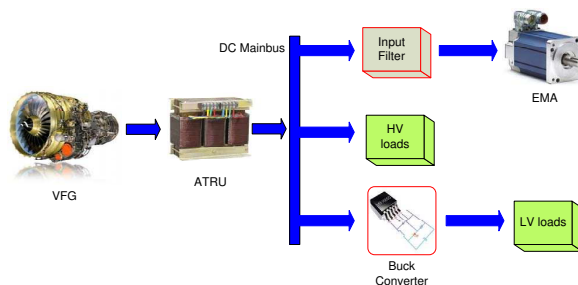 DC Mainbus
Input
Filter
EMA
HV
loads
VFG
ATRU
LV loads
Buck
Converter